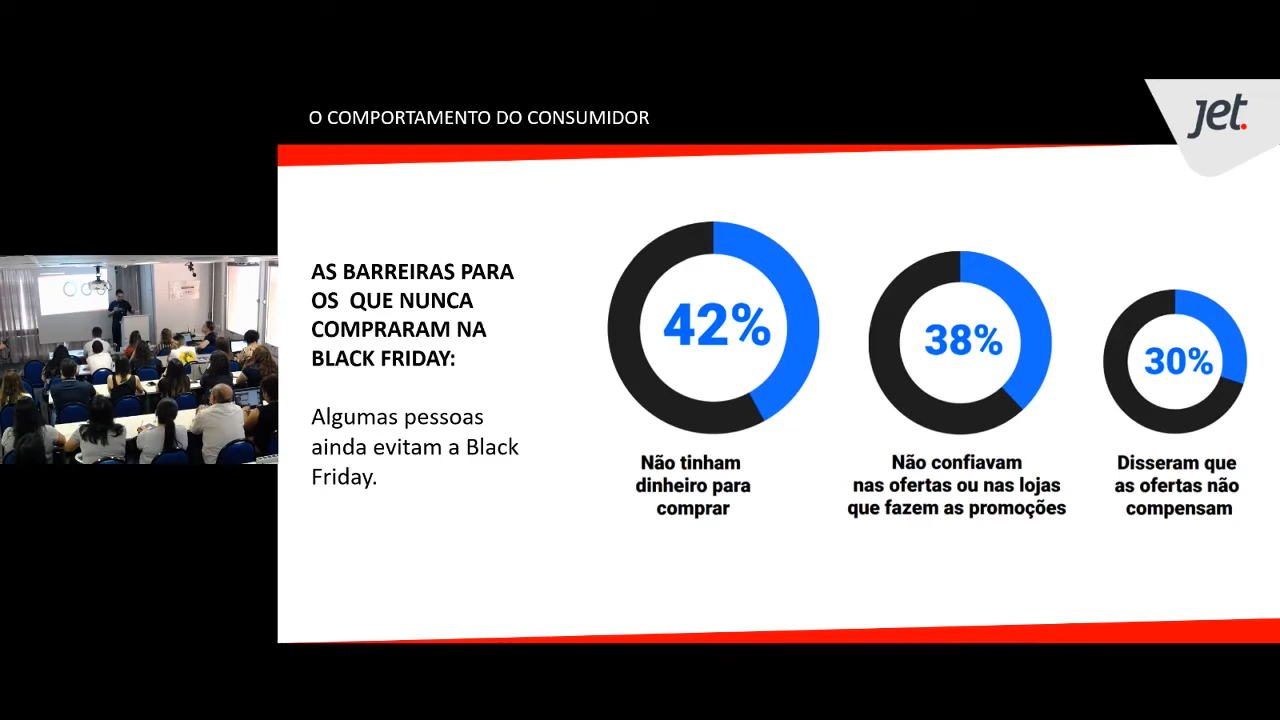 O COMPORTAMENTO DO CONSUMIDOR
jet.
AS BARREIRAS PARA
OS QUE NUNCA
COMPRARAM NA
BLACK FRIDAY:
Algumas pessoas
ainda evitam a Black
Friday.
42%
Não tinham
dinheiro para
comprar
38%
Não confiavam
nas ofertas ou nas lojas
que fazem as promoções
30%
Disseram que
as ofertas não
compensam